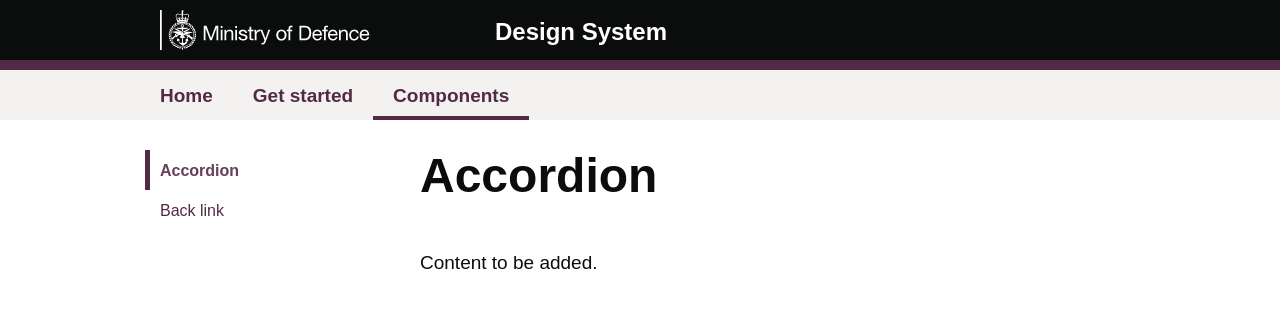 Ministry of Defence
Design System
Home
Get started
Components
Accordion
Back link
Accordion
Content to be added.